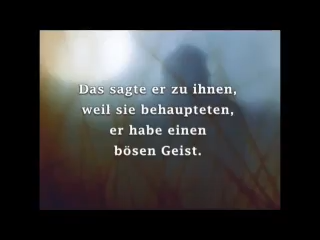 Das sagte er zu ihnen,
weil sie behaupteten,
er habe einen
bösen Geist.